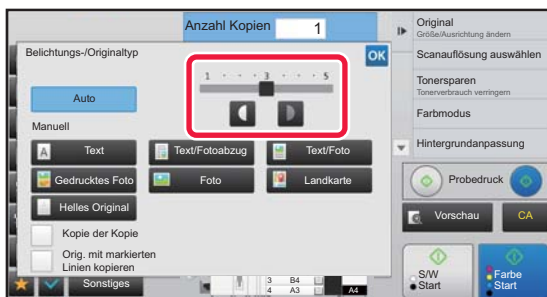 Anzahl Kopien 1
Belichtungs-/Originaltyp
OK
1 · · · 3 · · · 5
Auto
Manuell
Text
Text/Fotoabzug
Text/Foto
Gedrucktes Foto
Foto
Landkarte
Helles Original
Kopie der Kopie
Orig. mit markierten
Linien kopieren
Sonstiges
3 B4
4 A3
A4
Original
Größe/Ausrichtung ändern
Scanauflösung auswählen
Tonersparen
Tonerverbrauch verringern
Farbmodus
Hintergrundanpassung
Probedruck
Vorschau
CA
S/W
Start
Farbe
Start